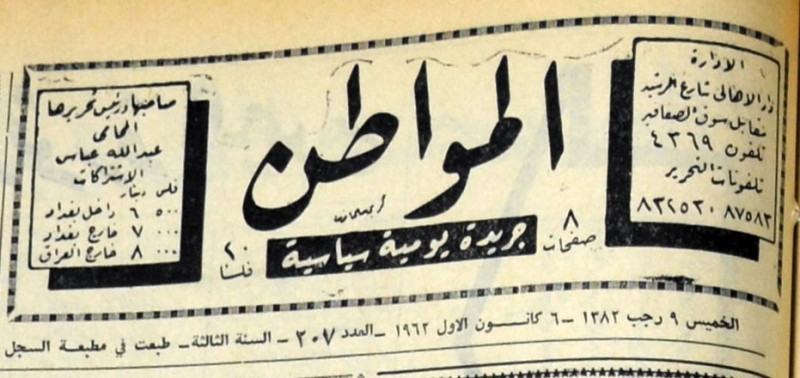 الادارة
دار الاهالي شارع الرشيد
مقابل سوق الصفافير
تلفون ٤٣٦٩
تلفونات التحرير
٨٧٥٨٣ ٨٢٢٥٢٠
المواطن
٨ صفحات
جريدة يومية سياسية
٢٠ فلسا
صاحبها ورئيس تحريرها
المحامي
عبدالله عباس
الاشتراكات
فلس دينار
٥٠٠ ٦ داخل بغداد
٠٠٠ ٧ خارج بغداد
٠٠٠ ٨ خارج العراق
الخميس ٩ رجب ١٣٨٢ - ٦ كانون الاول ١٩٦٢ - العدد ٢٠٧ - السنة الثالثة - طبعت في مطبعة السجل